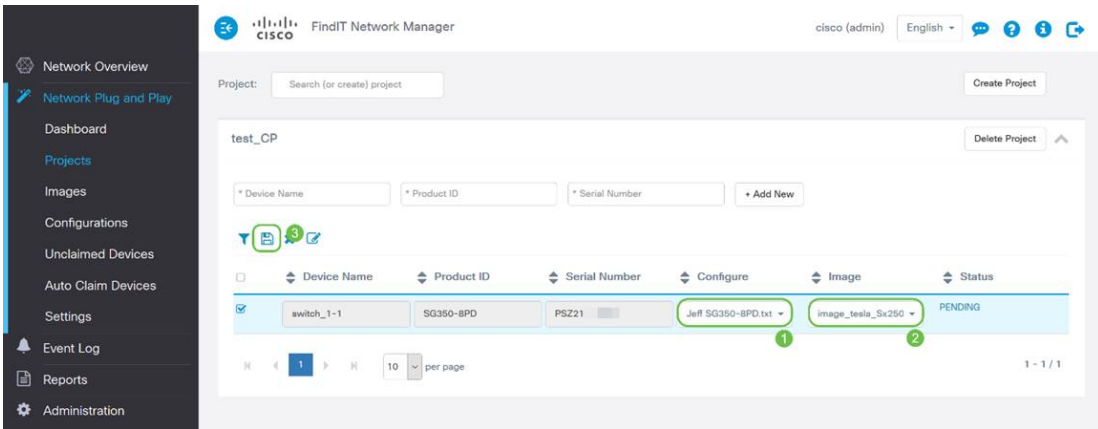 CISCO FindIT Network Manager cisco (admin) English
Network Overview
Network Plug and Play
Dashboard
Projects
Images
Configurations
Unclaimed Devices
Auto Claim Devices
Settings
Event Log
Reports
Administration
Project: Search (or create) project Create Project
test_CP Delete Project
* Device Name * Product ID * Serial Number + Add New
3
Device Name Product ID Serial Number Configure Image Status
switch_1-1 SG350-8PD PSZ21 Jeff SG350-8PD.txt image_tesla_Sx250 PENDING
1 2
1 10 per page 1 - 1 / 1